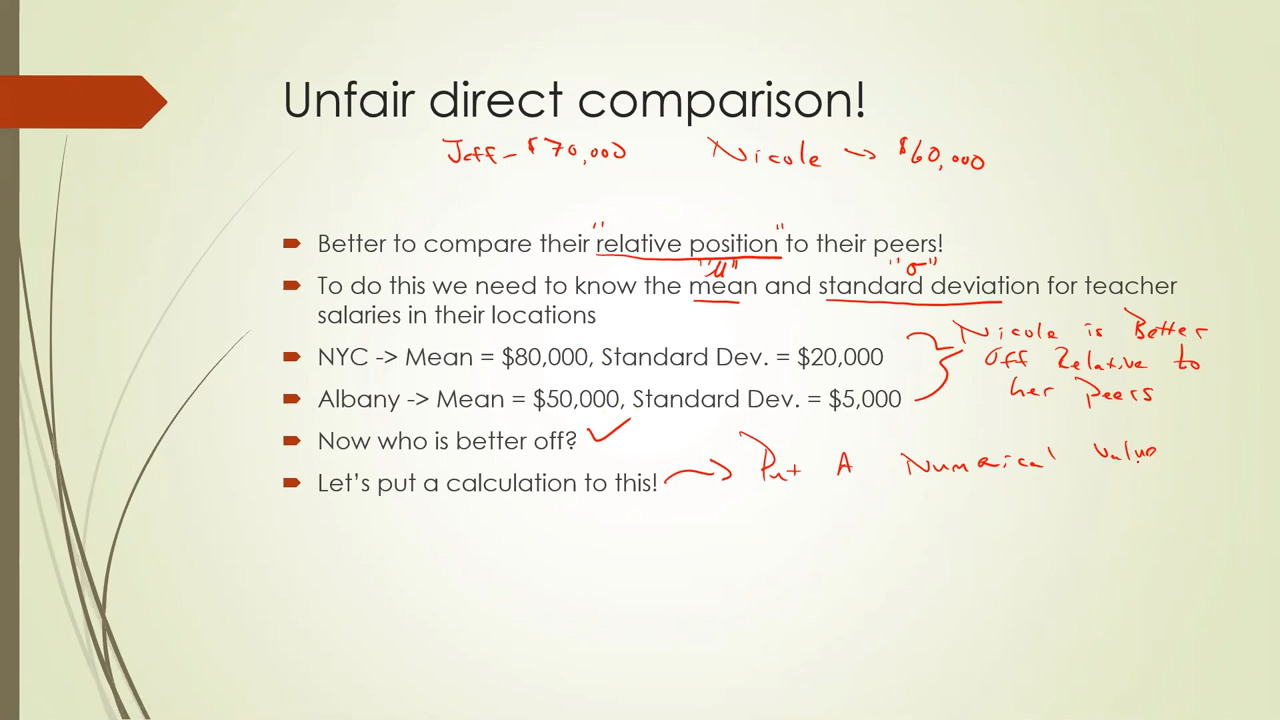 Unfair direct comparison!
Jeff - $70,000 Nicole → $60,000
Better to compare their "relative position" to their peers!
"μ" "σ"
To do this we need to know the mean and standard deviation for teacher
salaries in their locations
NYC -> Mean = $80,000, Standard Dev. = $20,000
Albany -> Mean = $50,000, Standard Dev. = $5,000
Nicole is Better
Off Relative to
her Peers
Now who is better off?
Let's put a calculation to this! → Put A Numerical Value